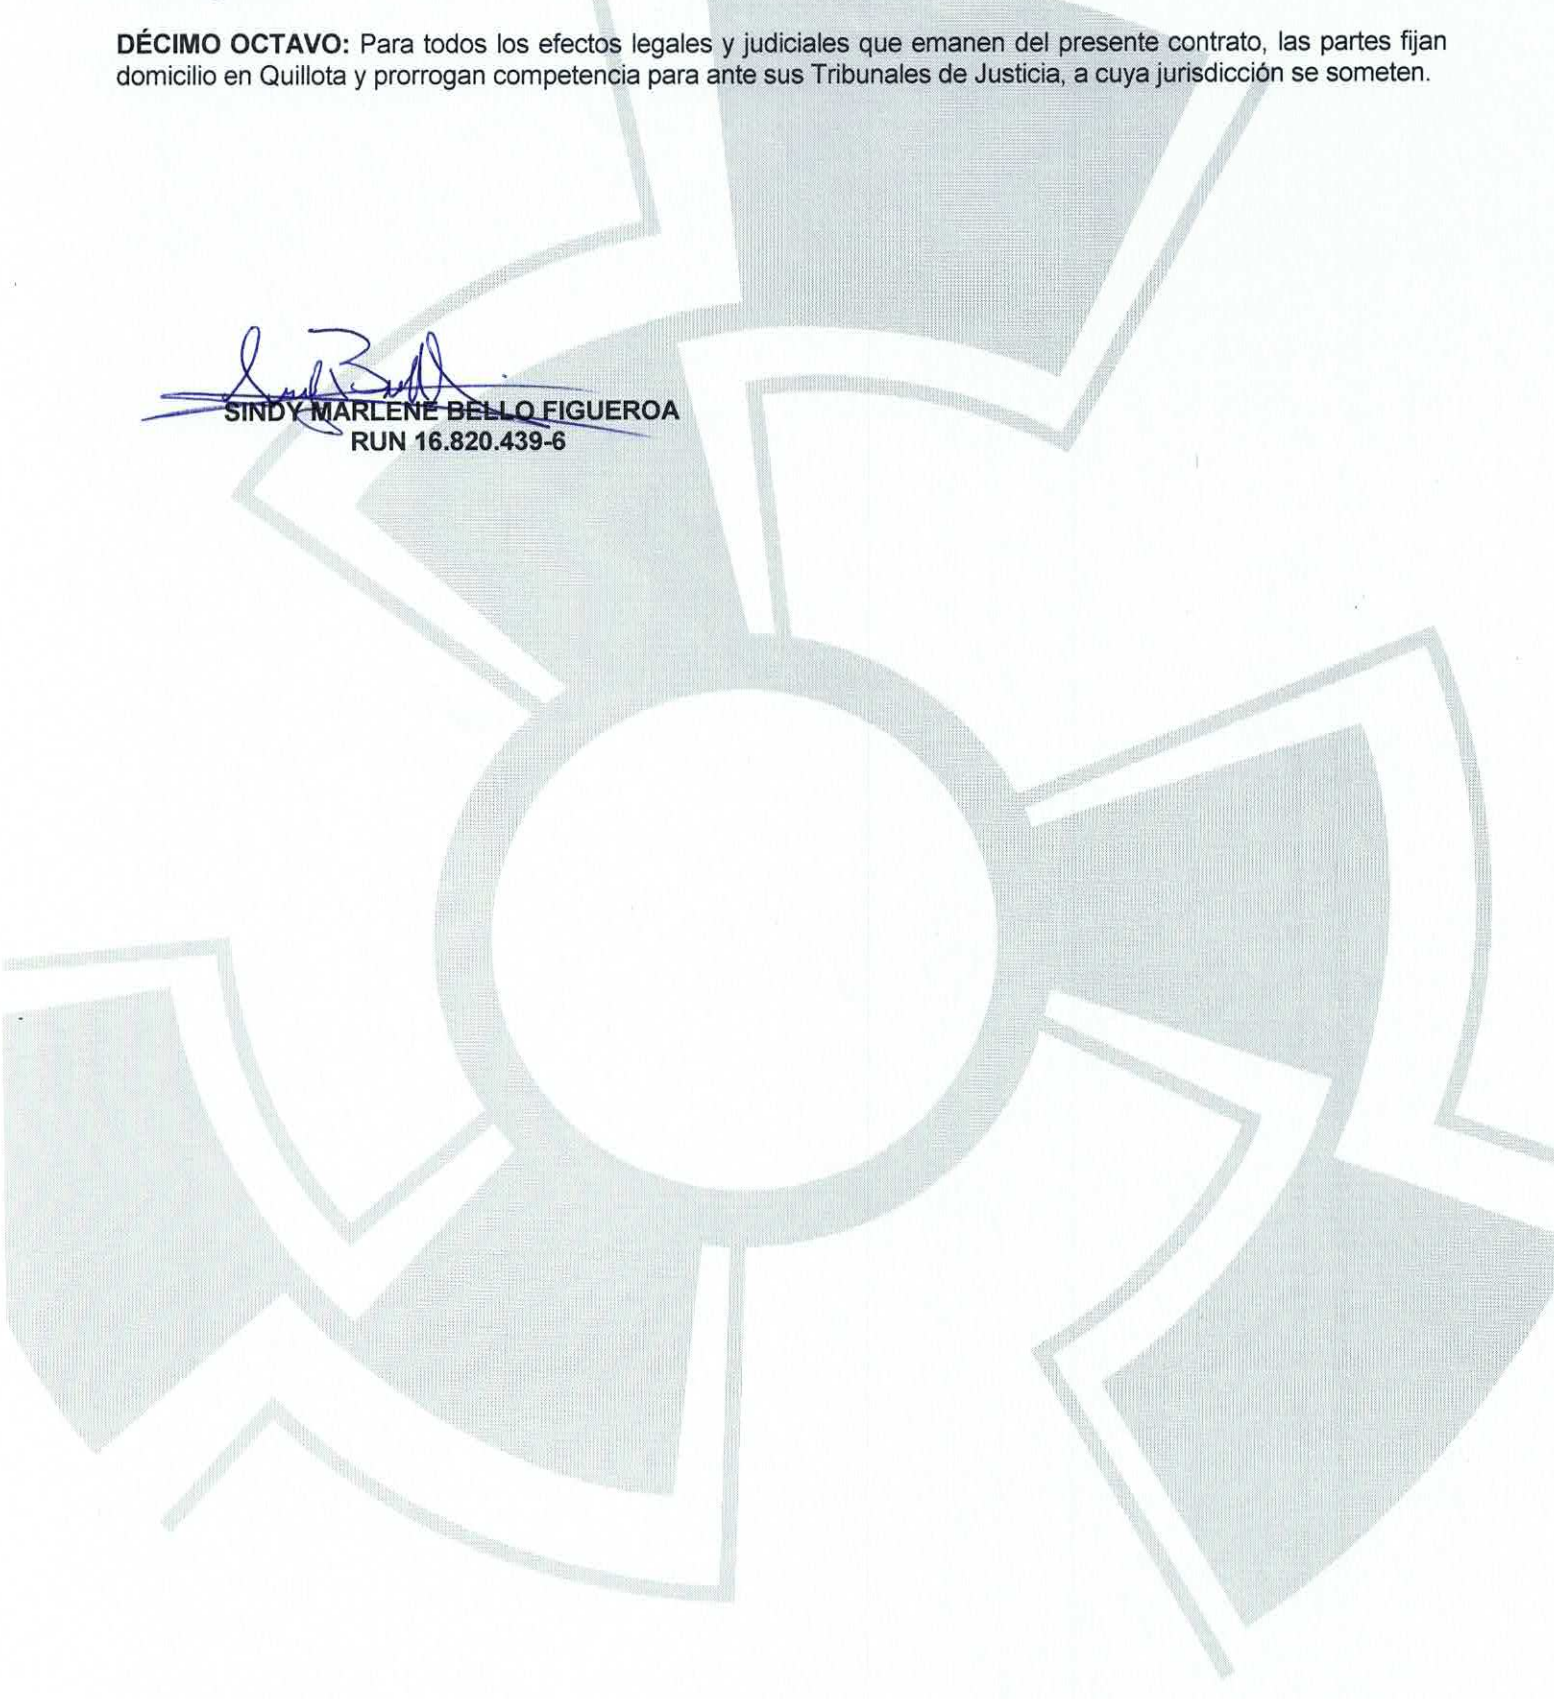 DÉCIMO OCTAVO: Para todos los efectos legales y judiciales que emanen del presente contrato, las partes fijan
domicilio en Quillota y prorrogan competencia para ante sus Tribunales de Justicia, a cuya jurisdicción se someten.
SINDY MARLENE BELLO FIGUEROA
RUN 16.820.439-6